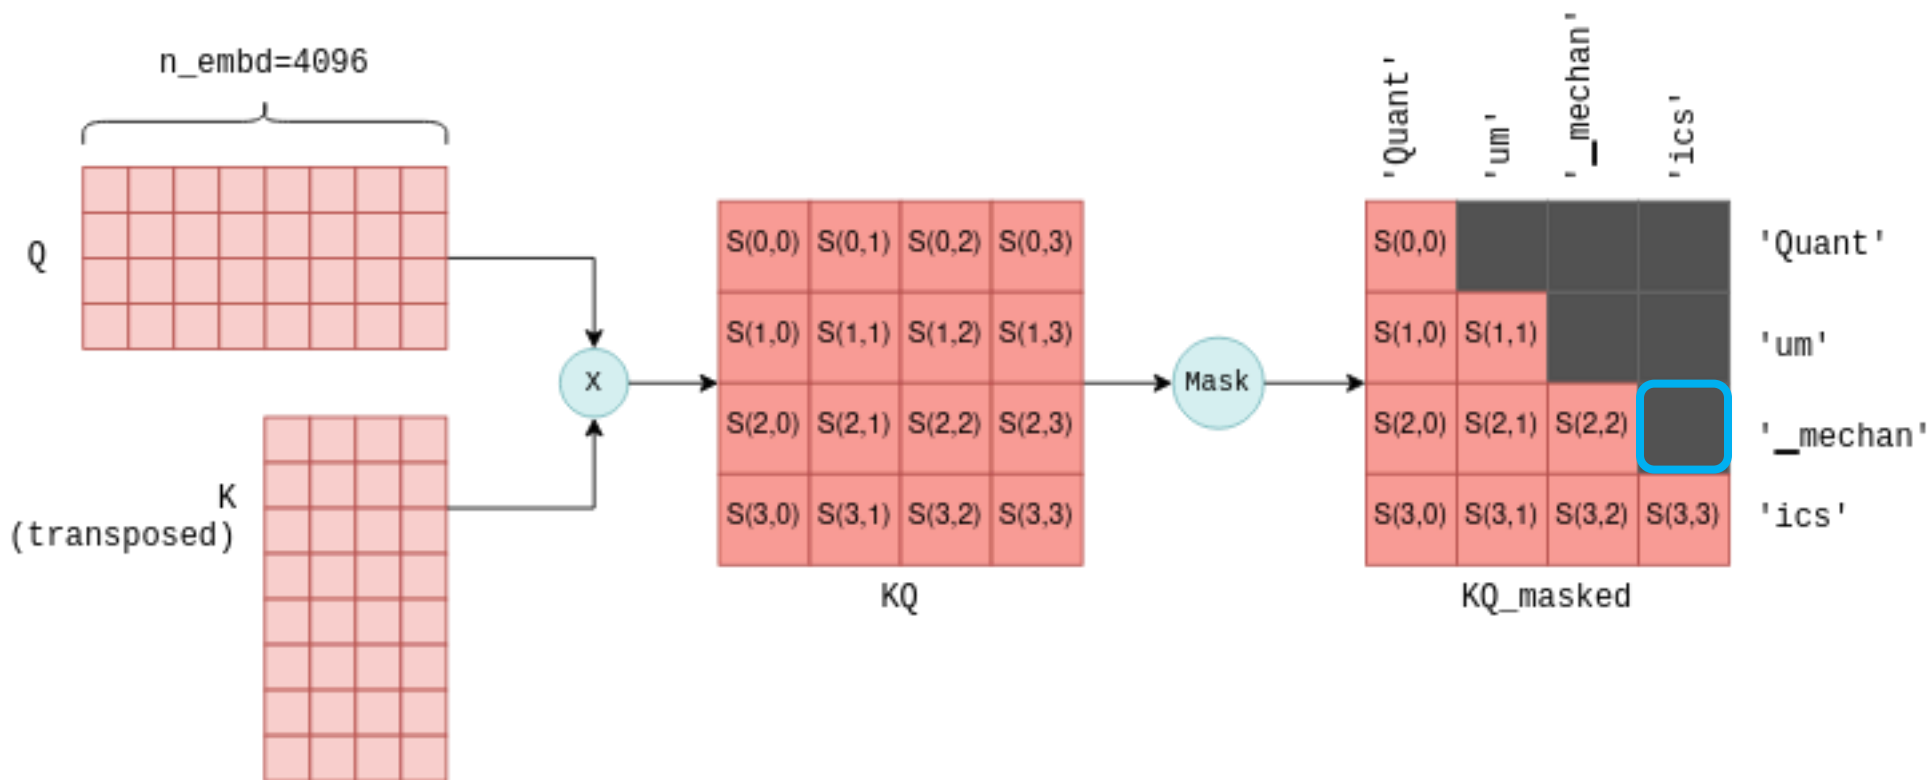 n_embd=4096
Q
K
(transposed)
X
S(0,0) S(0,1) S(0,2) S(0,3)
S(1,0) S(1,1) S(1,2) S(1,3)
S(2,0) S(2,1) S(2,2) S(2,3)
S(3,0) S(3,1) S(3,2) S(3,3)
KQ
Mask
'Quant'
'um'
'_mechan'
'ics'
S(0,0)
'Quant'
S(1,0) S(1,1)
'um'
S(2,0) S(2,1) S(2,2)
'_mechan'
S(3,0) S(3,1) S(3,2) S(3,3)
'ics'
KQ_masked